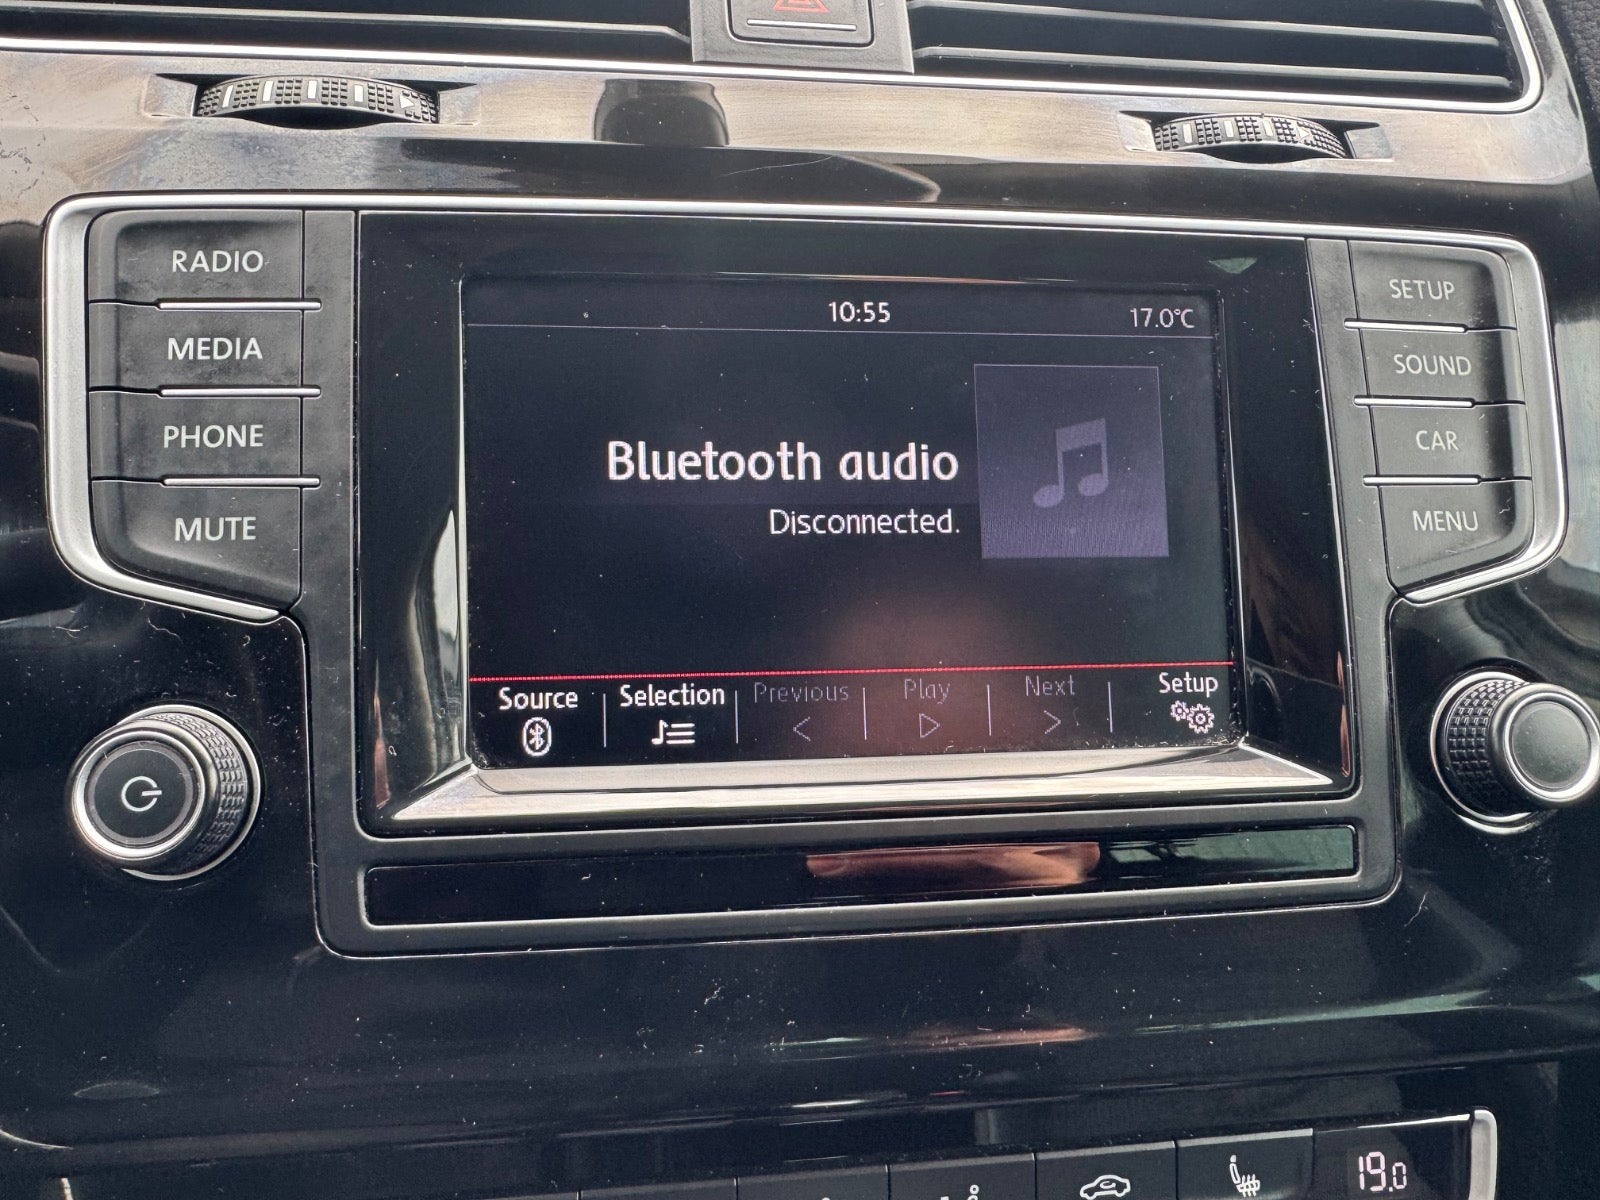 RADIO
MEDIA
PHONE
MUTE
10:55
17.0°C
Bluetooth audio
Disconnected.
Source
Selection
Previous
Play
Next
Setup
SETUP
SOUND
CAR
MENU
19.0